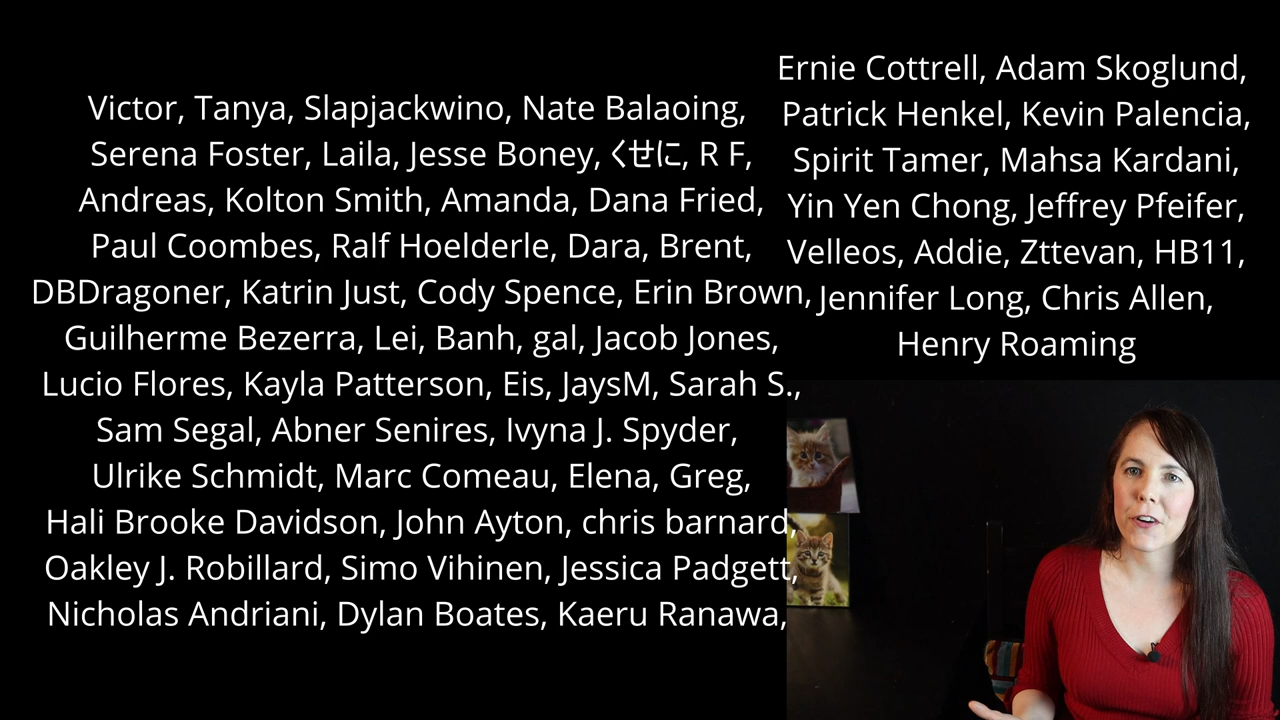 Victor, Tanya, Slapjackwino, Nate Balaoing,
Serena Foster, Laila, Jesse Boney, くせに, R F,
Andreas, Kolton Smith, Amanda, Dana Fried,
Paul Coombes, Ralf Hoelderle, Dara, Brent,
DBDragoner, Katrin Just, Cody Spence, Erin Brown,
Guilherme Bezerra, Lei, Banh, gal, Jacob Jones,
Lucio Flores, Kayla Patterson, Eis, JaysM, Sarah S.,
Sam Segal, Abner Senires, Ivyna J. Spyder,
Ulrike Schmidt, Marc Comeau, Elena, Greg,
Hali Brooke Davidson, John Ayton, chris barnard,
Oakley J. Robillard, Simo Vihinen, Jessica Padgett,
Nicholas Andriani, Dylan Boates, Kaeru Ranawa,
Ernie Cottrell, Adam Skoglund,
Patrick Henkel, Kevin Palencia,
Spirit Tamer, Mahsa Kardani,
Yin Yen Chong, Jeffrey Pfeifer,
Velleos, Addie, Zttevan, HB11,
Jennifer Long, Chris Allen,
Henry Roaming